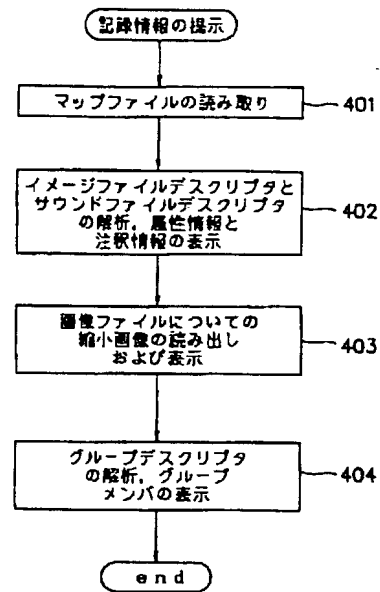 記録情報の提示
マップファイルの読み取り
401
イメージファイルデスクリプタと
サウンドファイルデスクリプタ
の解析，属性情報と
注釈情報の表示
402
画像ファイルについての
縮小画像の読み出し
および表示
403
グループデスクリプタ
の解析，グループ
メンバの表示
404
end